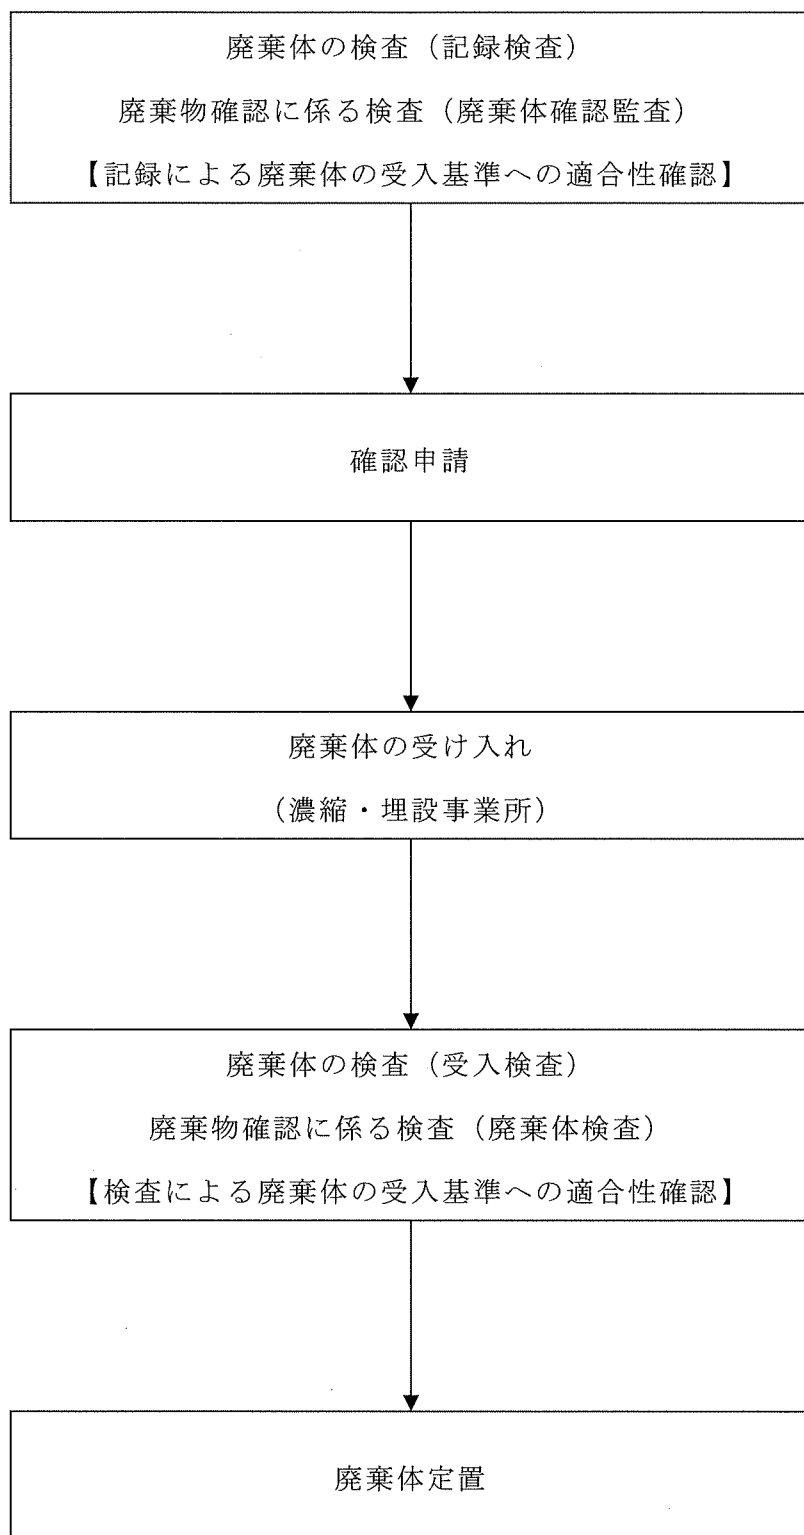 廃棄体の検査（記録検査）
廃棄物確認に係る検査（廃棄体確認監査）
【記録による廃棄体の受入基準への適合性確認】
確認申請
廃棄体の受け入れ
（濃縮・埋設事業所）
廃棄体の検査（受入検査）
廃棄物確認に係る検査（廃棄体検査）
【検査による廃棄体の受入基準への適合性確認】
廃棄体定置